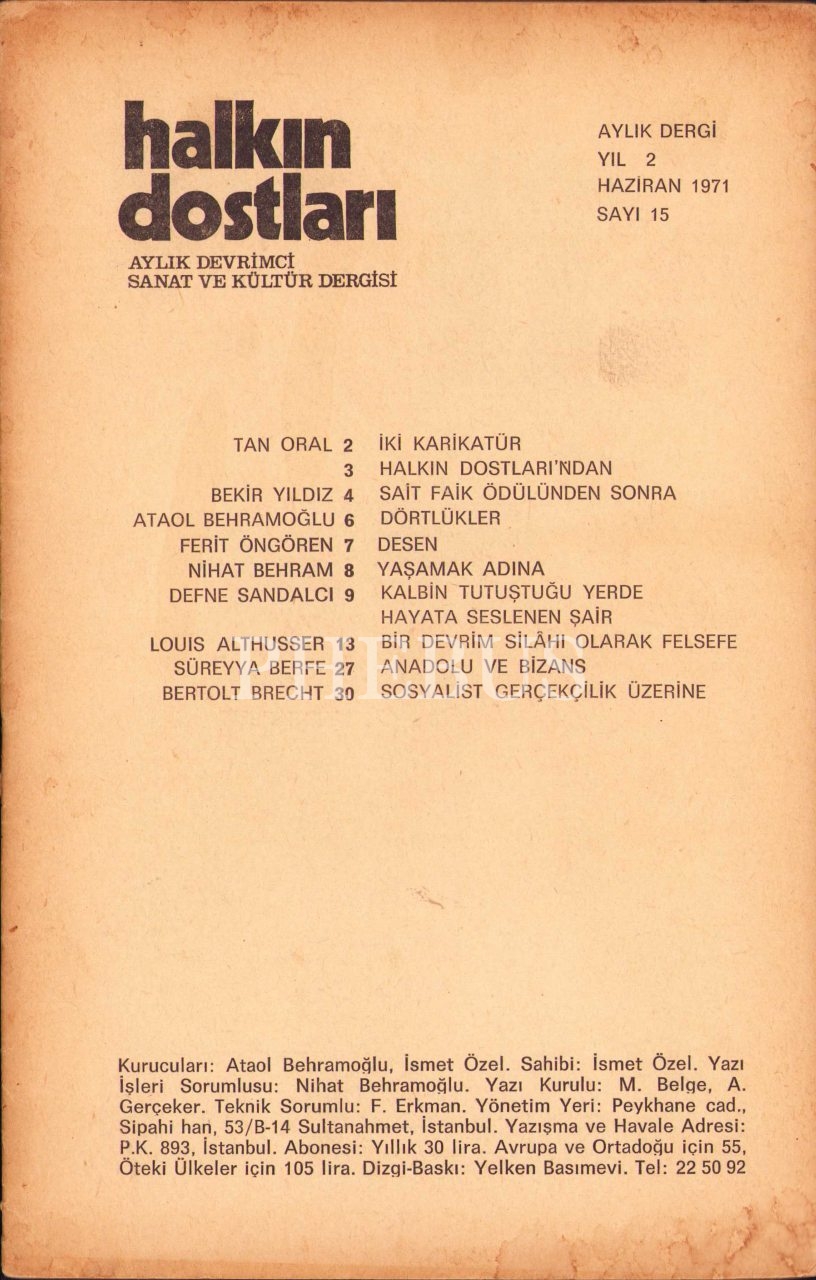 halkın
dostları
AYLIK DEVRİMCİ
SANAT VE KÜLTÜR DERGİSİ
AYLIK DERGİ
YIL 2
HAZİRAN 1971
SAYI 15
TAN ORAL 2 İKİ KARİKATÜR
3 HALKIN DOSTLARI'NDAN
BEKİR YILDIZ 4 SAİT FAİK ÖDÜLÜNDEN SONRA
ATAOL BEHRAMOĞLU 6 DÖRTLÜKLER
FERİT ÖNGÖREN 7 DESEN
NİHAT BEHRAM 8 YAŞAMAK ADINA
DEFNE SANDALCI 9 KALBİN TUTUŞTUĞU YERDE
HAYATA SESLENEN ŞAİR
LOUIS ALTHUSSER 13 BİR DEVRİM SİLÂHI OLARAK FELSEFE
SÜREYYA BERFE 27 ANADOLU VE BİZANS
BERTOLT BRECHT 30 SOSYALİST GERÇEKÇİLİK ÜZERİNE
PHEBUS
Kurucuları: Ataol Behramoğlu, İsmet Özel. Sahibi: İsmet Özel. Yazı
İşleri Sorumlusu: Nihat Behramoğlu. Yazı Kurulu: M. Belge, A.
Gerçeker. Teknik Sorumlu: F. Erkman. Yönetim Yeri: Peykhane cad.,
Sipahi han, 53/B-14 Sultanahmet, İstanbul. Yazışma ve Havale Adresi:
P.K. 893, İstanbul. Abonesi: Yıllık 30 lira. Avrupa ve Ortadoğu için 55,
Öteki Ülkeler için 105 lira. Dizgi-Baskı: Yelken Basımevi. Tel: 22 50 92